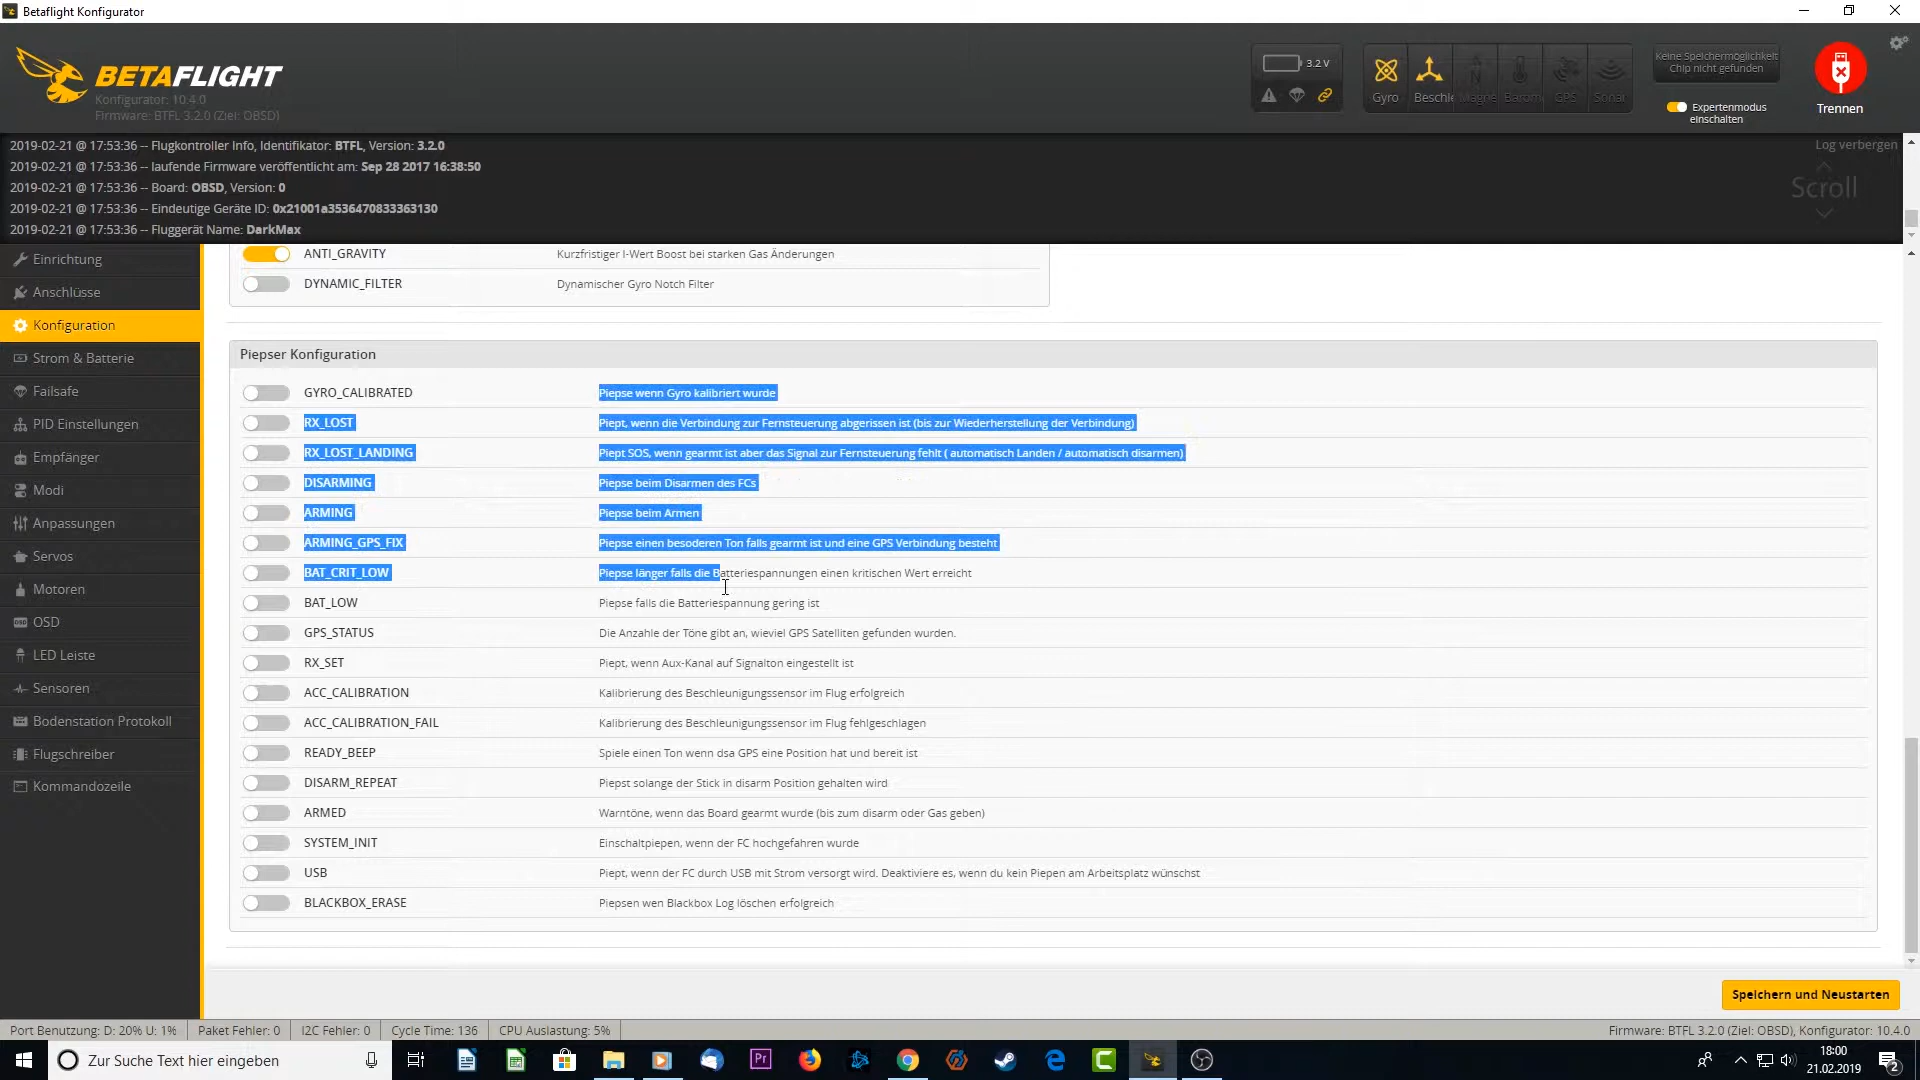 Betaflight Konfigurator
BETAFLIGHT
Konfigurator: 10.4.0
Firmware: BTFL 3.2.0 (Ziel: OBSD)
3.2 V
Gyro
Beschle
Magne
Barom
GPS
Sonar
Keine Speichermöglichkeit
Chip nicht gefunden
Expertenmodus
einschalten
Trennen
2019-02-21 @ 17:53:36 -- Flugkontroller Info, Identifikator: BTFL, Version: 3.2.0
2019-02-21 @ 17:53:36 -- laufende Firmware veröffentlicht am: Sep 28 2017 16:38:50
2019-02-21 @ 17:53:36 -- Board: OBSD, Version: 0
2019-02-21 @ 17:53:36 -- Eindeutige Geräte ID: 0x21001a3536470833363130
2019-02-21 @ 17:53:36 -- Fluggerät Name: DarkMax
Log verbergen
Scroll
Einrichtung
Anschlüsse
Konfiguration
Strom & Batterie
Failsafe
PID Einstellungen
Empfänger
Modi
Anpassungen
Servos
Motoren
OSD
LED Leiste
Sensoren
Bodenstation Protokoll
Flugschreiber
Kommandozeile
ANTI_GRAVITY Kurzfristiger I-Wert Boost bei starken Gas Änderungen
DYNAMIC_FILTER Dynamischer Gyro Notch Filter
Piepser Konfiguration
GYRO_CALIBRATED Piepse wenn Gyro kalibriert wurde
RX_LOST Piept, wenn die Verbindung zur Fernsteuerung abgerissen ist (bis zur Wiederherstellung der Verbindung)
RX_LOST_LANDING Piept SOS, wenn gearmt ist aber das Signal zur Fernsteuerung fehlt ( automatisch Landen / automatisch disarmen)
DISARMING Piepse beim Disarmen des FCs
ARMING Piepse beim Armen
ARMING_GPS_FIX Piepse einen besoderen Ton falls gearmt ist und eine GPS Verbindung besteht
BAT_CRIT_LOW Piepse länger falls die Batteriespannungen einen kritischen Wert erreicht
BAT_LOW Piepse falls die Batteriespannung gering ist
GPS_STATUS Die Anzahle der Töne gibt an, wieviel GPS Satelliten gefunden wurden.
RX_SET Piept, wenn Aux-Kanal auf Signalton eingestellt ist
ACC_CALIBRATION Kalibrierung des Beschleunigungssensor im Flug erfolgreich
ACC_CALIBRATION_FAIL Kalibrierung des Beschleunigungssensor im Flug fehlgeschlagen
READY_BEEP Spiele einen Ton wenn dsa GPS eine Position hat und bereit ist
DISARM_REPEAT Piepst solange der Stick in disarm Position gehalten wird
ARMED Warntöne, wenn das Board gearmt wurde (bis zum disarm oder Gas geben)
SYSTEM_INIT Einschaltpiepen, wenn der FC hochgefahren wurde
USB Piept, wenn der FC durch USB mit Strom versorgt wird. Deaktiviere es, wenn du kein Piepen am Arbeitsplatz wünschst
BLACKBOX_ERASE Piepsen wen Blackbox Log löschen erfolgreich
Speichern und Neustarten
Port Benutzung: D: 20% U: 1% Paket Fehler: 0 I2C Fehler: 0 Cycle Time: 136 CPU Auslastung: 5% Firmware: BTFL 3.2.0 (Ziel: OBSD), Konfigurator: 10.4.0
Zur Suche Text hier eingeben
Pr
18:00
21.02.2019
2